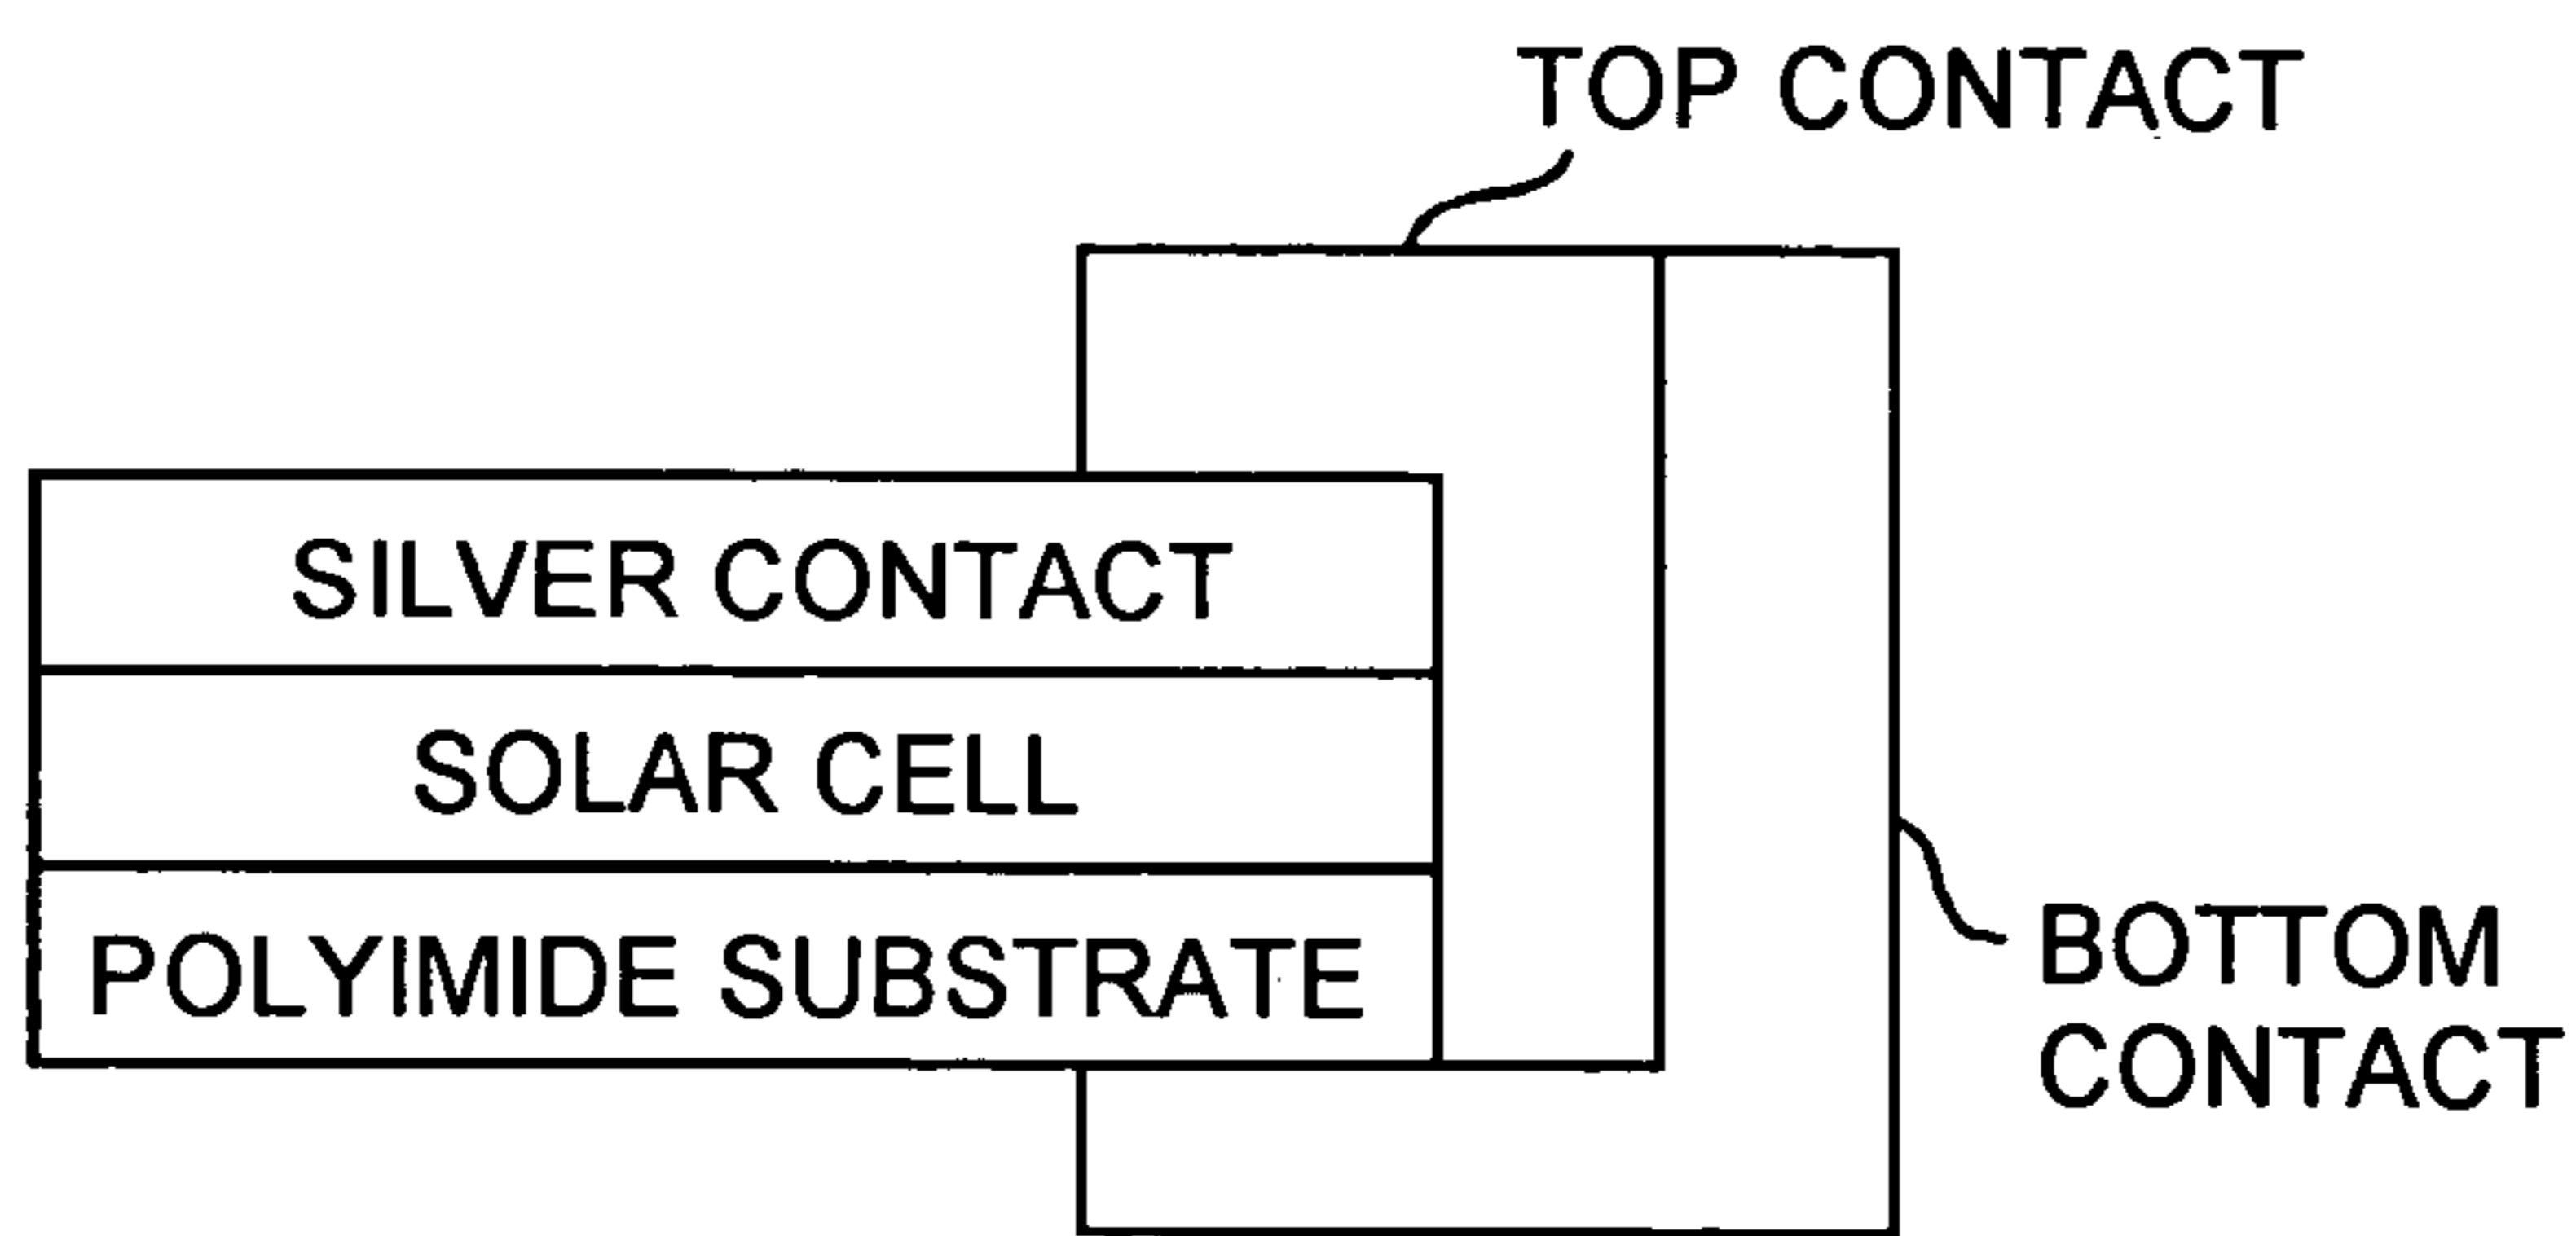 TOP CONTACT
SILVER CONTACT
SOLAR CELL
POLYIMIDE SUBSTRATE
BOTTOM
CONTACT